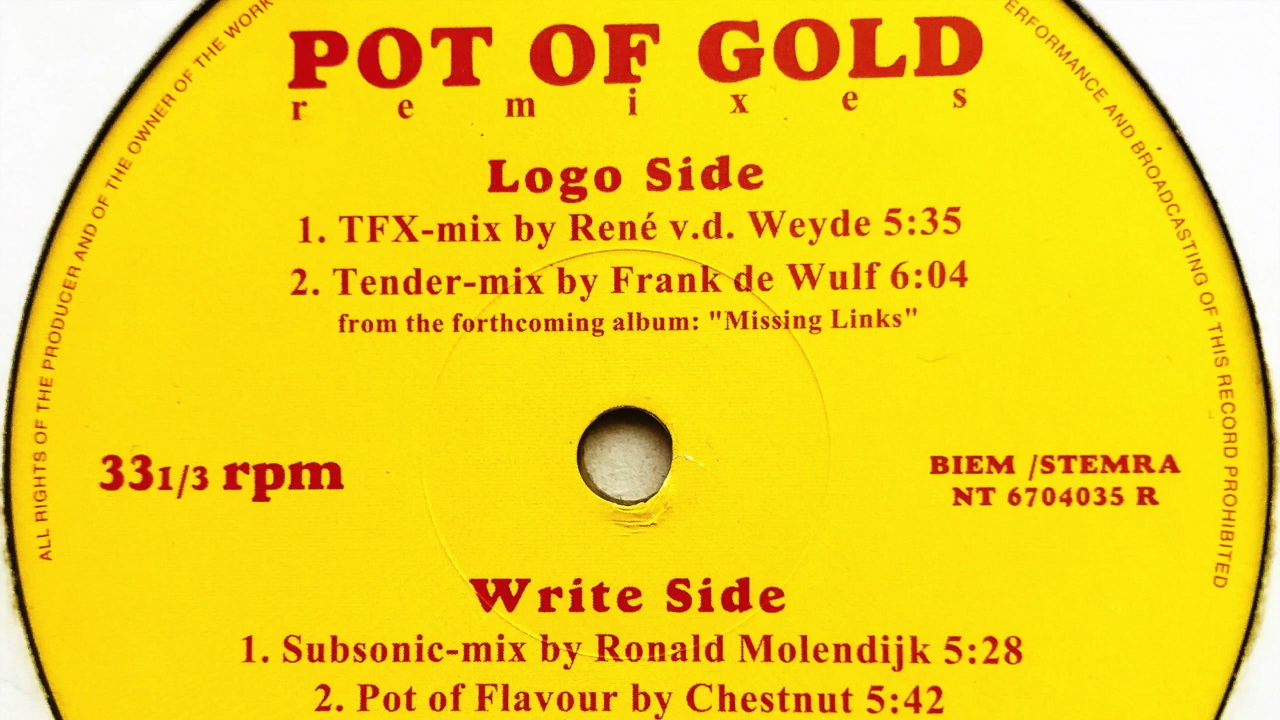 POT OF GOLD
remixes
Logo Side
1. TFX-mix by René v.d. Weyde 5:35
2. Tender-mix by Frank de Wulf 6:04
from the forthcoming album: "Missing Links"
33 1/3 rpm
BIEM /STEMRA
NT 6704035 R
Write Side
1. Subsonic-mix by Ronald Molendijk 5:28
2. Pot of Flavour by Chestnut 5:42
ALL RIGHTS OF THE PRODUCER AND OF THE OWNER OF THE WORK
ERFORMANCE AND BROADCASTING OF THIS RECORD PROHIBITED